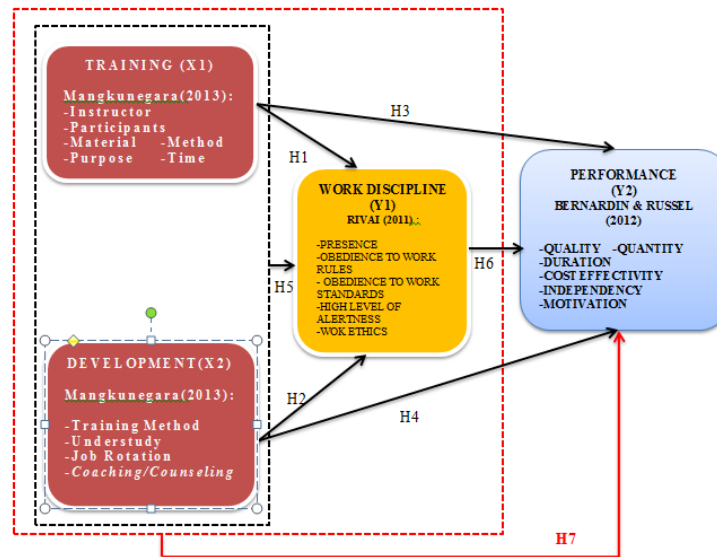 TRAINING (X1)
Mangkunegara(2013):
-Instructor
-Participants
-Material -Method
-Purpose -Time
H3
H1
WORK DISCIPLINE
(Y1)
RIVAI (2011) :
-PRESENCE
-OBEDIENCE TO WORK
RULES
- OBEDIENCE TO WORK
STANDARDS
-HIGH LEVEL OF
ALERTNESS
-WOK ETHICS
PERFORMANCE
(Y2)
BERNARDIN & RUSSEL
(2012)
-QUALITY -QUANTITY
-DURATION
-COST EFFECTIVITY
-INDEPENDENCY
-MOTIVATION
H5
H6
DEVELOPMENT(X2)
Mangkunegara(2013):
-Training Method
-Understudy
-Job Rotation
-Coaching/Counseling
H2
H4
H7